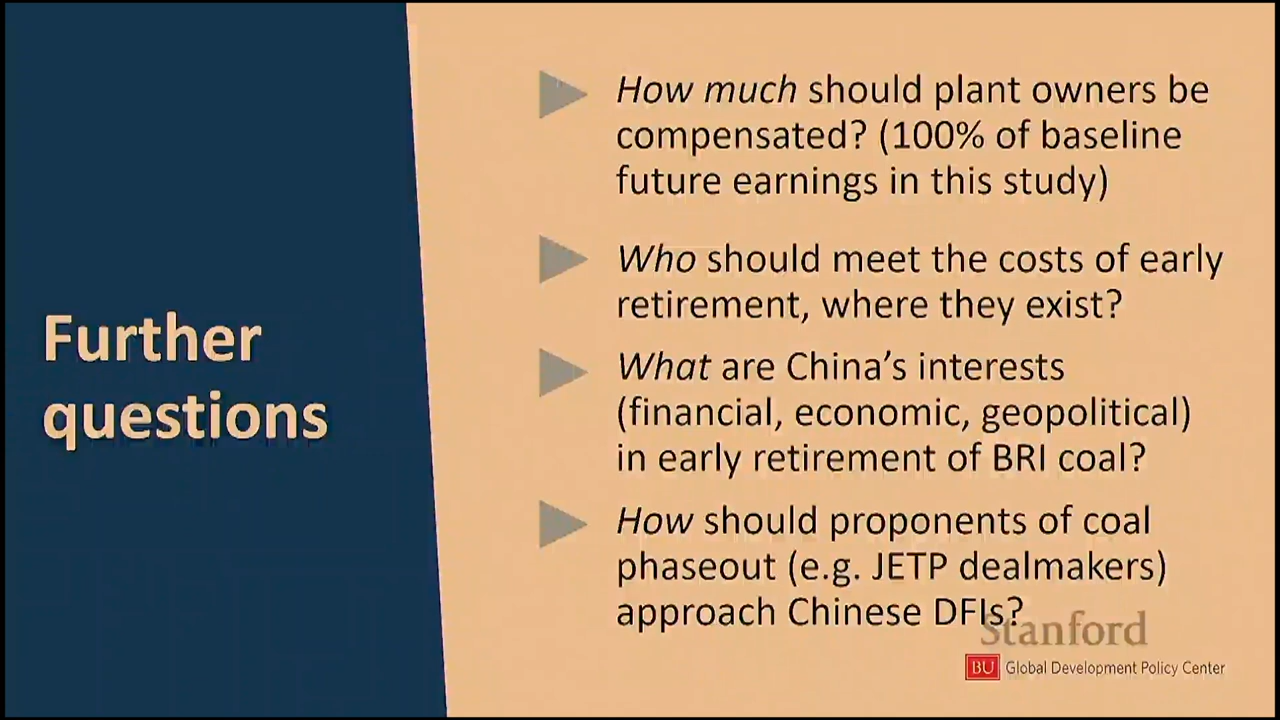 Further
questions
How much should plant owners be
compensated? (100% of baseline
future earnings in this study)
Who should meet the costs of early
retirement, where they exist?
What are China’s interests
(financial, economic, geopolitical)
in early retirement of BRI coal?
How should proponents of coal
phaseout (e.g. JETP dealmakers)
approach Chinese DFIs?
Stanford
BU Global Development Policy Center